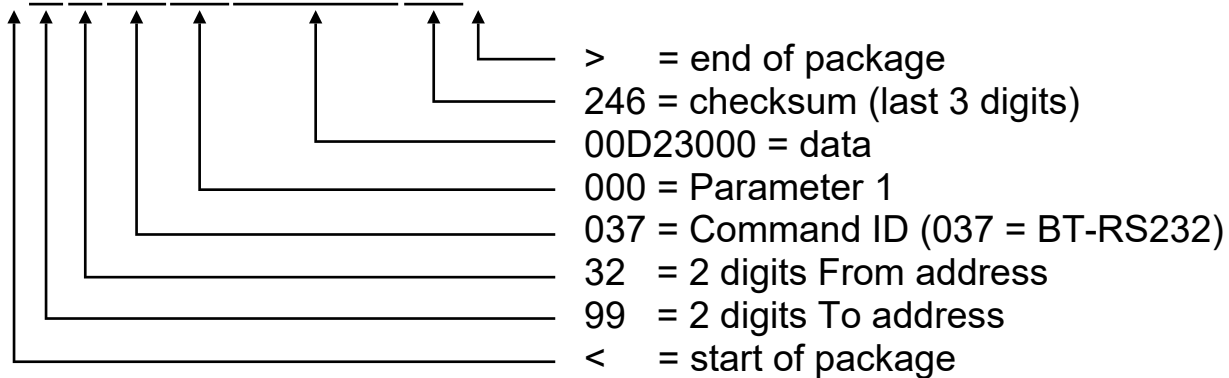 > = end of package
246 = checksum (last 3 digits)
00D23000 = data
000 = Parameter 1
037 = Command ID (037 = BT-RS232)
32 = 2 digits From address
99 = 2 digits To address
< = start of package